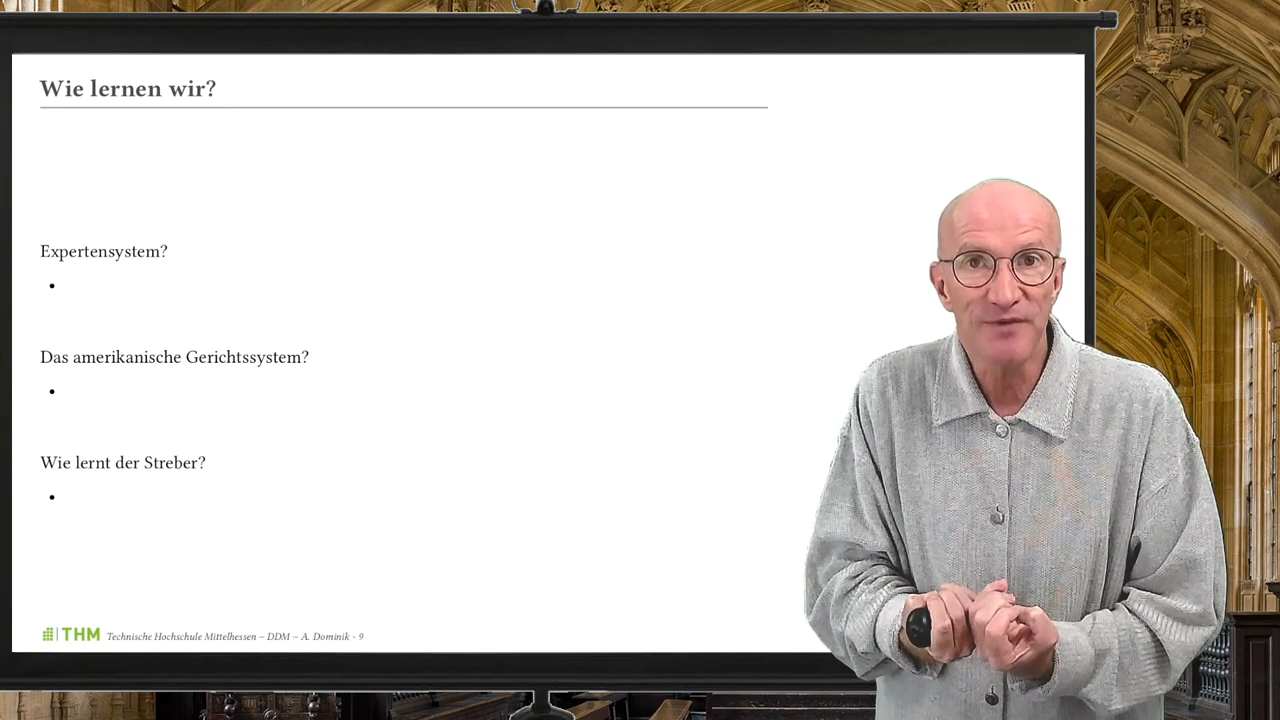 Wie lernen wir?
Expertensystem?
•
Das amerikanische Gerichtssystem?
•
Wie lernt der Streber?
•
THM Technische Hochschule Mittelhessen – DDM – A. Dominik - 9